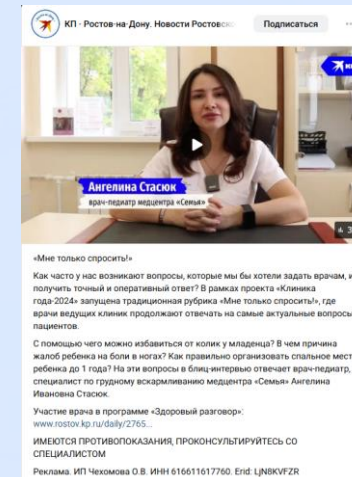 КП - Ростов-на-Дону. Новости Ростовс
Подписаться
Ангелина Стасюк
врач-педиатр медцентра «Семья»
«Мне только спросить!»
Как часто у нас возникают вопросы, которые мы бы хотели задать врачам, и
получить точный и оперативный ответ? В рамках проекта «Клиника
года-2024» запущена традиционная рубрика «Мне только спросить!», где
врачи ведущих клиник продолжают отвечать на самые актуальные вопросы
пациентов.
С помощью чего можно избавиться от колик у младенца? В чем причина
жалоб ребенка на боли в ногах? Как правильно организовать спальное мест
ребенка до 1 года? На эти вопросы в блиц-интервью отвечает врач-педиатр,
специалист по грудному вскармливанию медцентра «Семья» Ангелина
Ивановна Стасюк.
Участие врача в программе «Здоровый разговор»:
www.rostov.kp.ru/daily/2765...
ИМЕЮТСЯ ПРОТИВОПОКАЗАНИЯ, ПРОКОНСУЛЬТИРУЙТЕСЬ СО
СПЕЦИАЛИСТОМ
Реклама. ИП Чехомова О.В. ИНН 616611617760. Erid: LjN8KVFZR